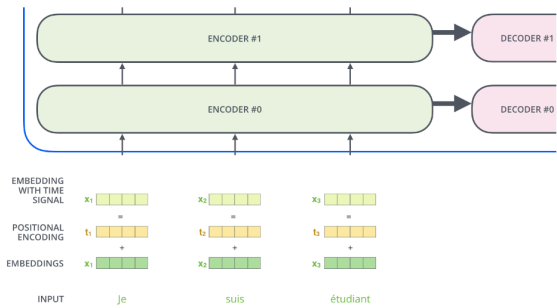 ENCODER #1 DECODER #1
ENCODER #0 DECODER #0
EMBEDDING
WITH TIME
SIGNAL
x₁ x₂ x₃
= = =
POSITIONAL
ENCODING
t₁ t₂ t₃
+ + +
EMBEDDINGS x₁ x₂ x₃
INPUT Je suis étudiant